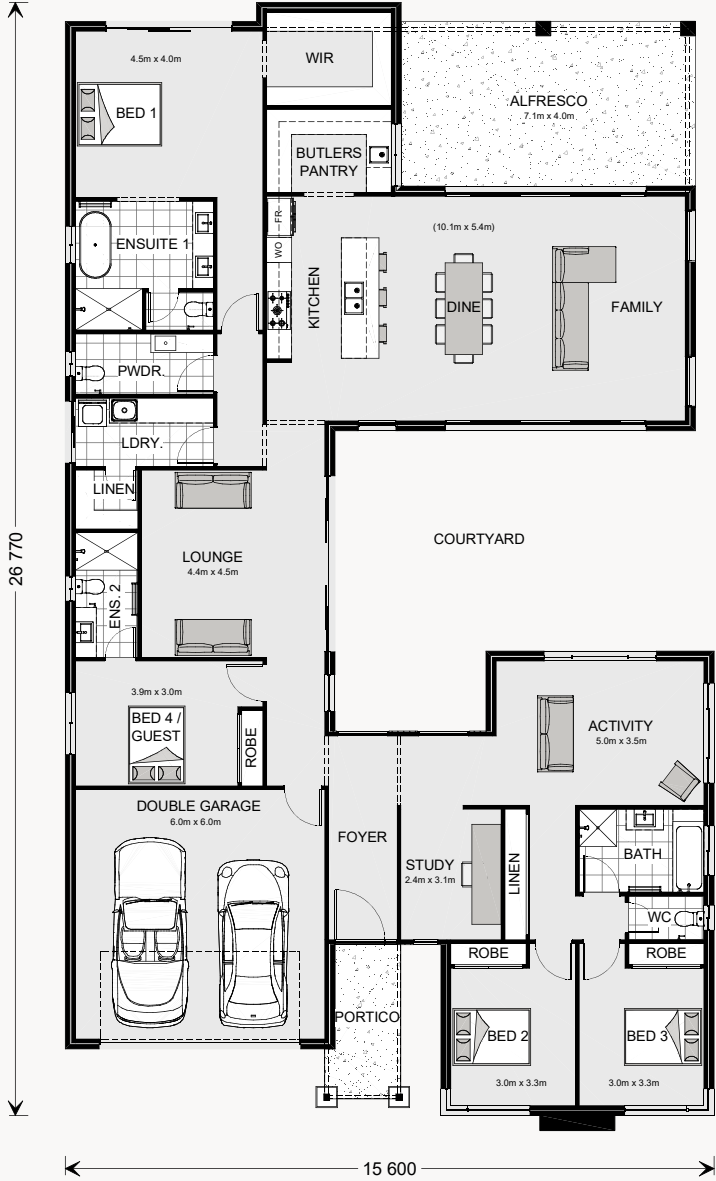 4.5m x 4.0m
WIR
BED 1
ALFRESCO
7.1m x 4.0m
BUTLERS
PANTRY
FR
WO
ENSUITE 1
(10.1m x 5.4m)
KITCHEN
DINE
FAMILY
PWDR.
LDRY.
LINEN
LOUNGE
4.4m x 4.5m
COURTYARD
26 770
ENS. 2
3.9m x 3.0m
BED 4 /
GUEST
ROBE
ACTIVITY
5.0m x 3.5m
DOUBLE GARAGE
6.0m x 6.0m
FOYER
STUDY
2.4m x 3.1m
LINEN
BATH
WC
ROBE
ROBE
PORTICO
BED 2
BED 3
3.0m x 3.3m
3.0m x 3.3m
15 600